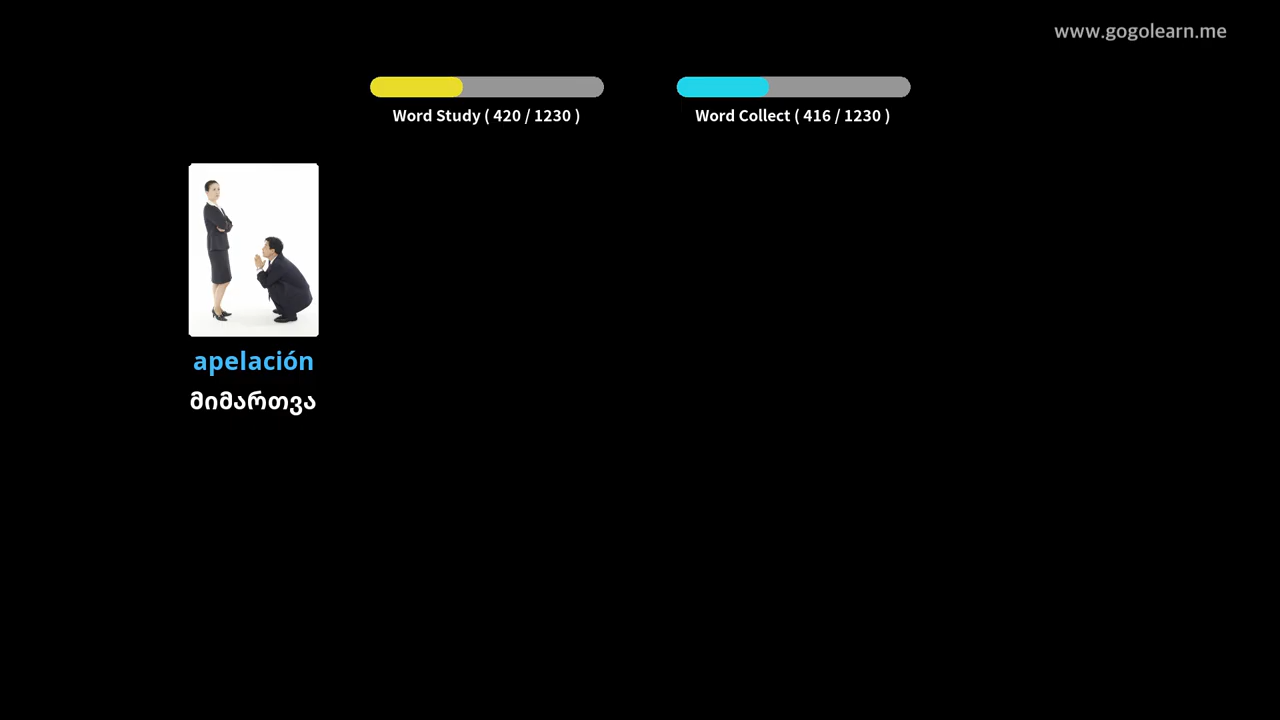 www.gogolearn.me
Word Study ( 420 / 1230 )
Word Collect ( 416 / 1230 )
apelación
მიმართვა